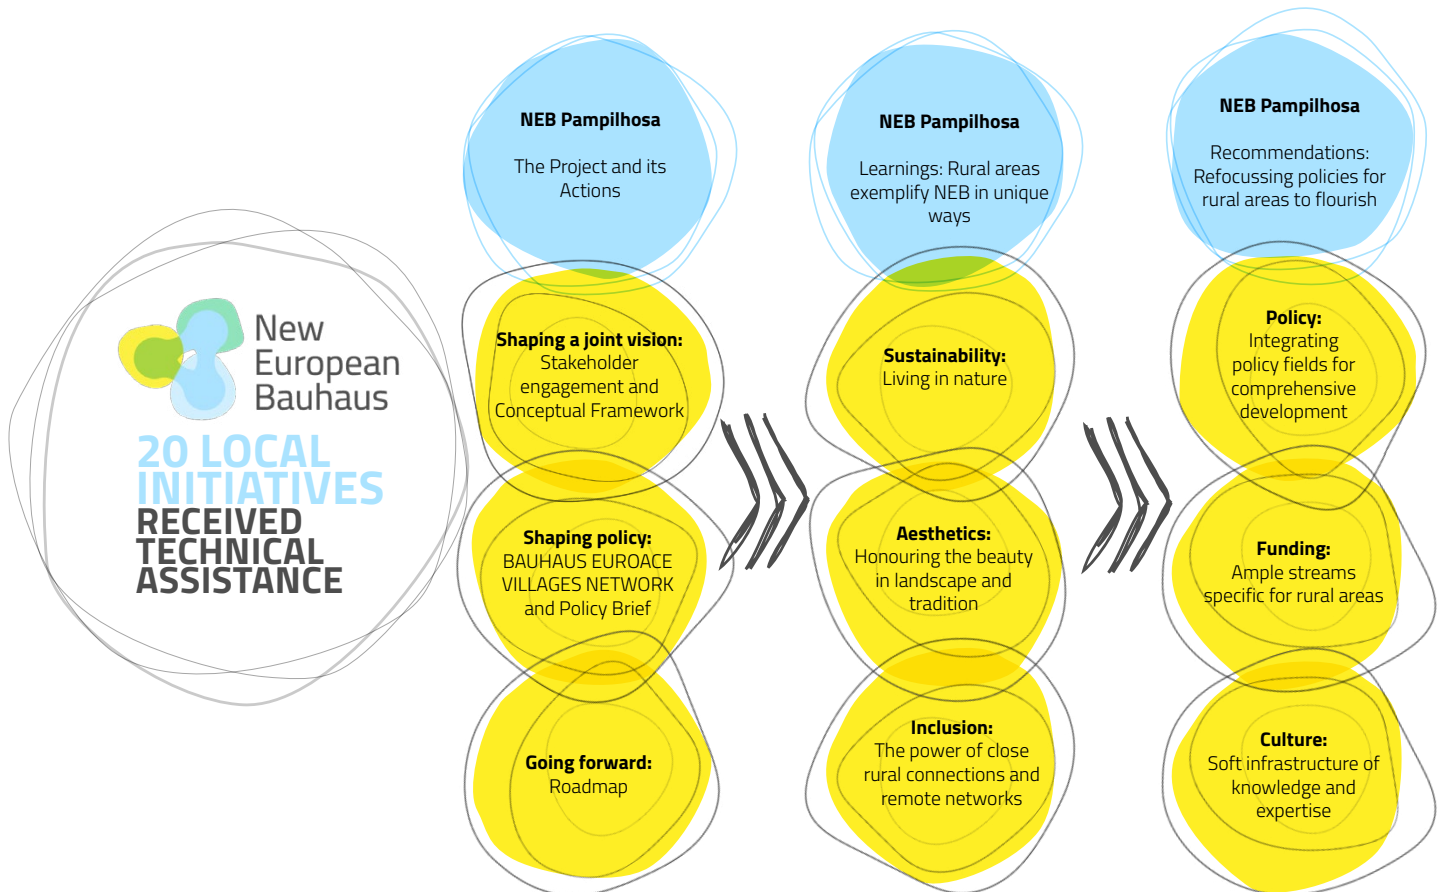 New
European
Bauhaus
20 LOCAL
INITIATIVES
RECEIVED
TECHNICAL
ASSISTANCE
NEB Pampilhosa
The Project and its
Actions
Shaping a joint vision:
Stakeholder
engagement and
Conceptual Framework
Shaping policy:
BAUHAUS EUROACE
VILLAGES NETWORK
and Policy Brief
Going forward:
Roadmap
NEB Pampilhosa
Learnings: Rural areas
exemplify NEB in unique
ways
Sustainability:
Living in nature
Aesthetics:
Honouring the beauty
in landscape and
tradition
Inclusion:
The power of close
rural connections and
remote networks
NEB Pampilhosa
Recommendations:
Refocussing policies for
rural areas to flourish
Policy:
Integrating
policy fields for
comprehensive
development
Funding:
Ample streams
specific for rural areas
Culture:
Soft infrastructure of
knowledge and
expertise